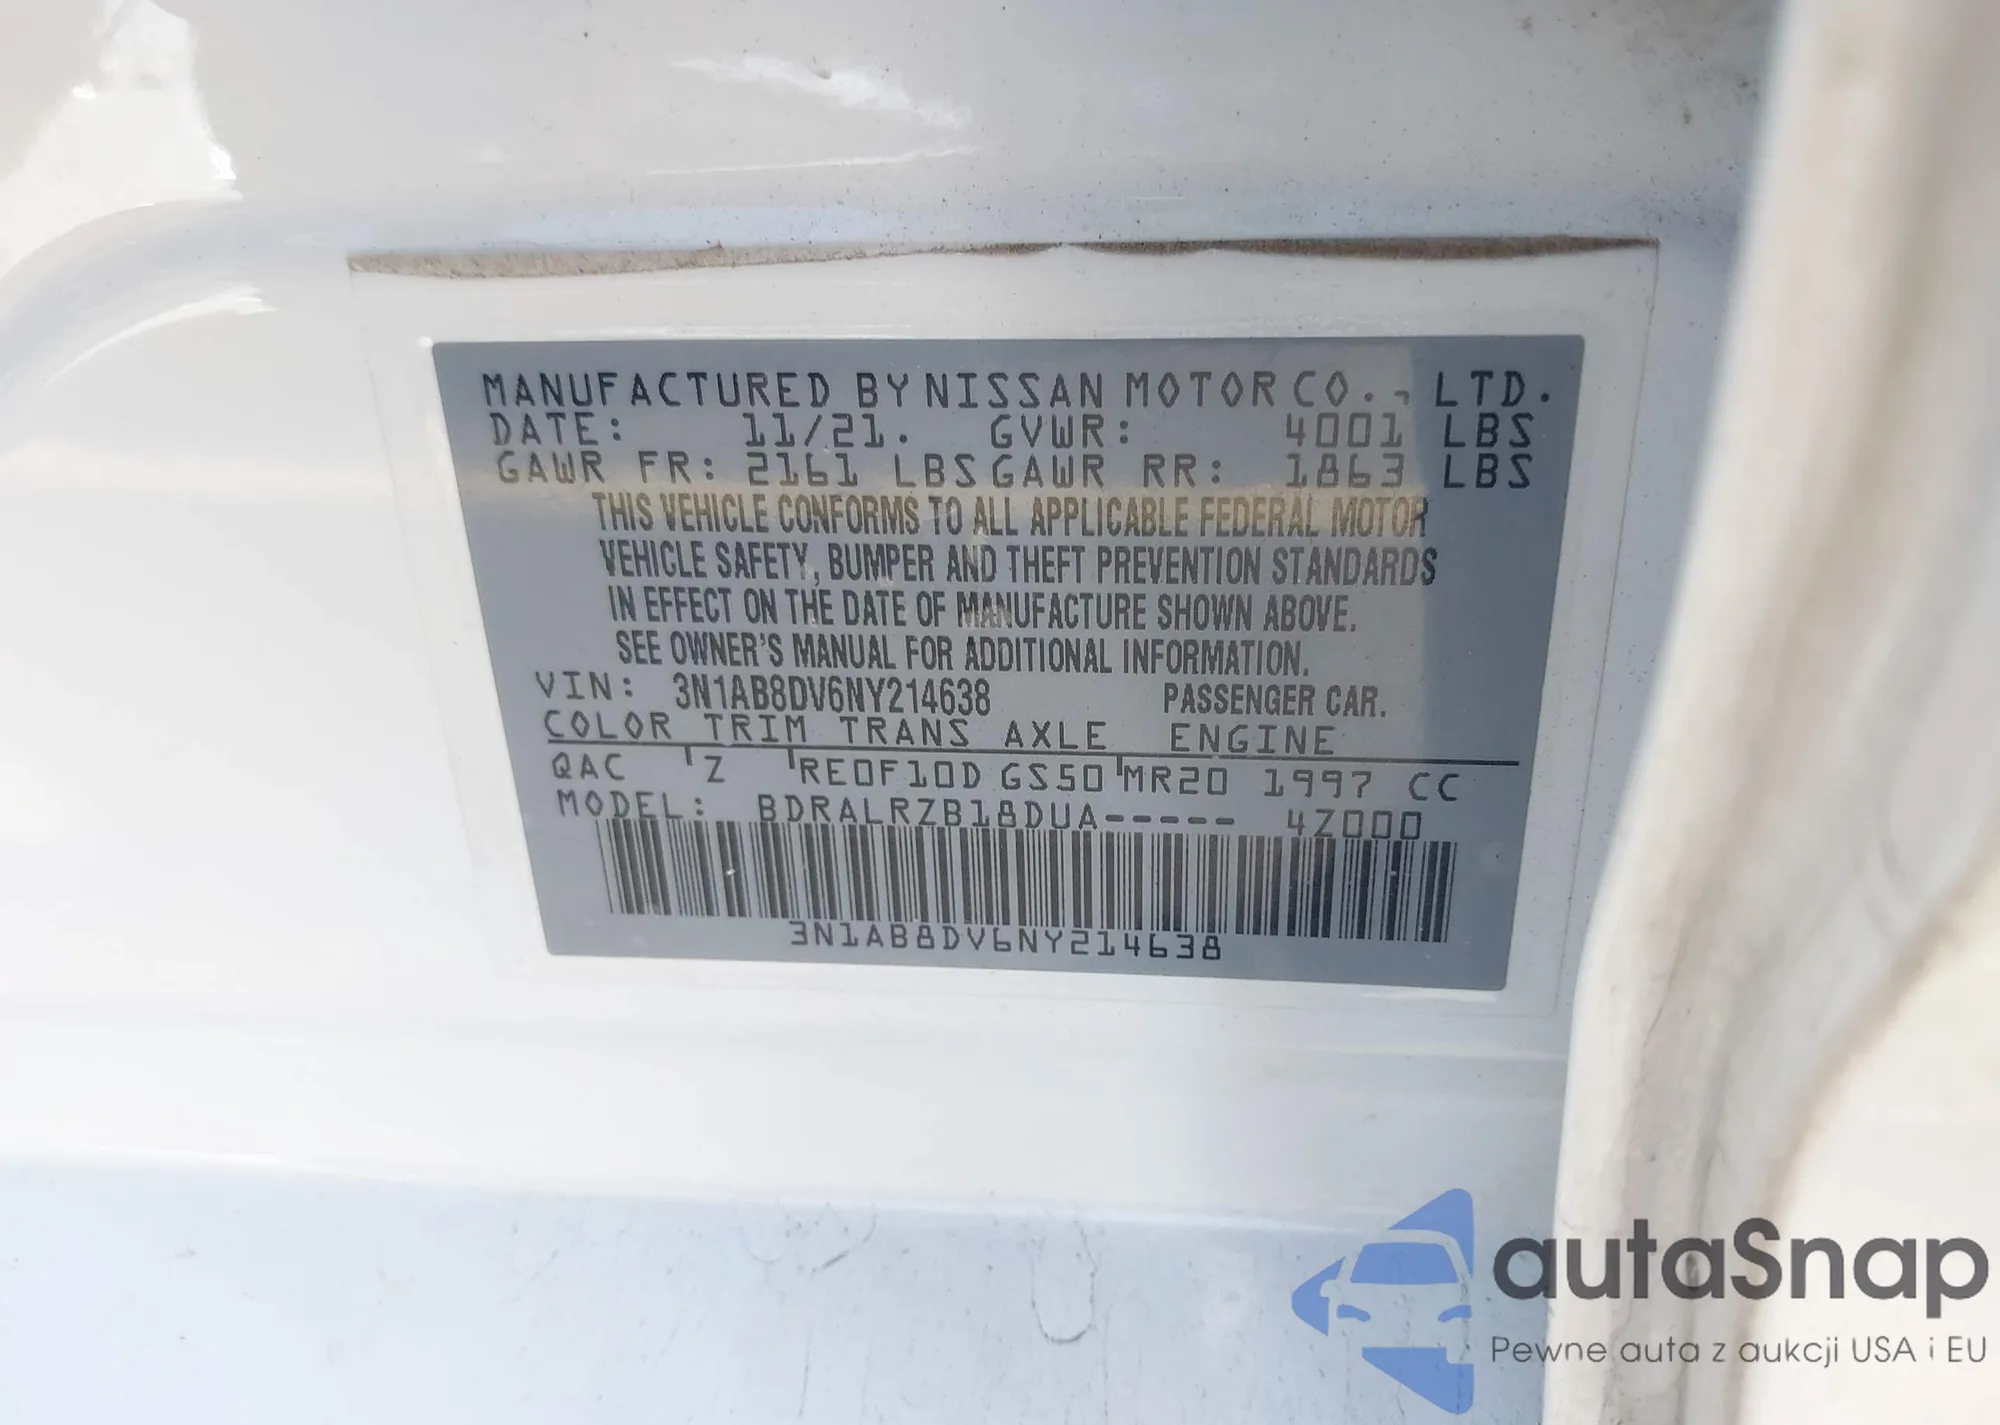 MANUFACTURED BY NISSAN MOTOR CO., LTD.
DATE: 11/21. GVWR: 4001 LBS
GAWR FR: 2161 LBS GAWR RR: 1863 LBS
THIS VEHICLE CONFORMS TO ALL APPLICABLE FEDERAL MOTOR
VEHICLE SAFETY, BUMPER AND THEFT PREVENTION STANDARDS
IN EFFECT ON THE DATE OF MANUFACTURE SHOWN ABOVE.
SEE OWNER'S MANUAL FOR ADDITIONAL INFORMATION.
VIN: 3N1AB8DV6NY214638 PASSENGER CAR.
COLOR TRIM TRANS AXLE ENGINE
QAC Z RE0F10D GS50 MR20 1997 CC
MODEL: BDRALRZB18DUA----- 4Z000
3N1AB8DV6NY214638
autaSnap
Pewne auta z aukcji USA i EU